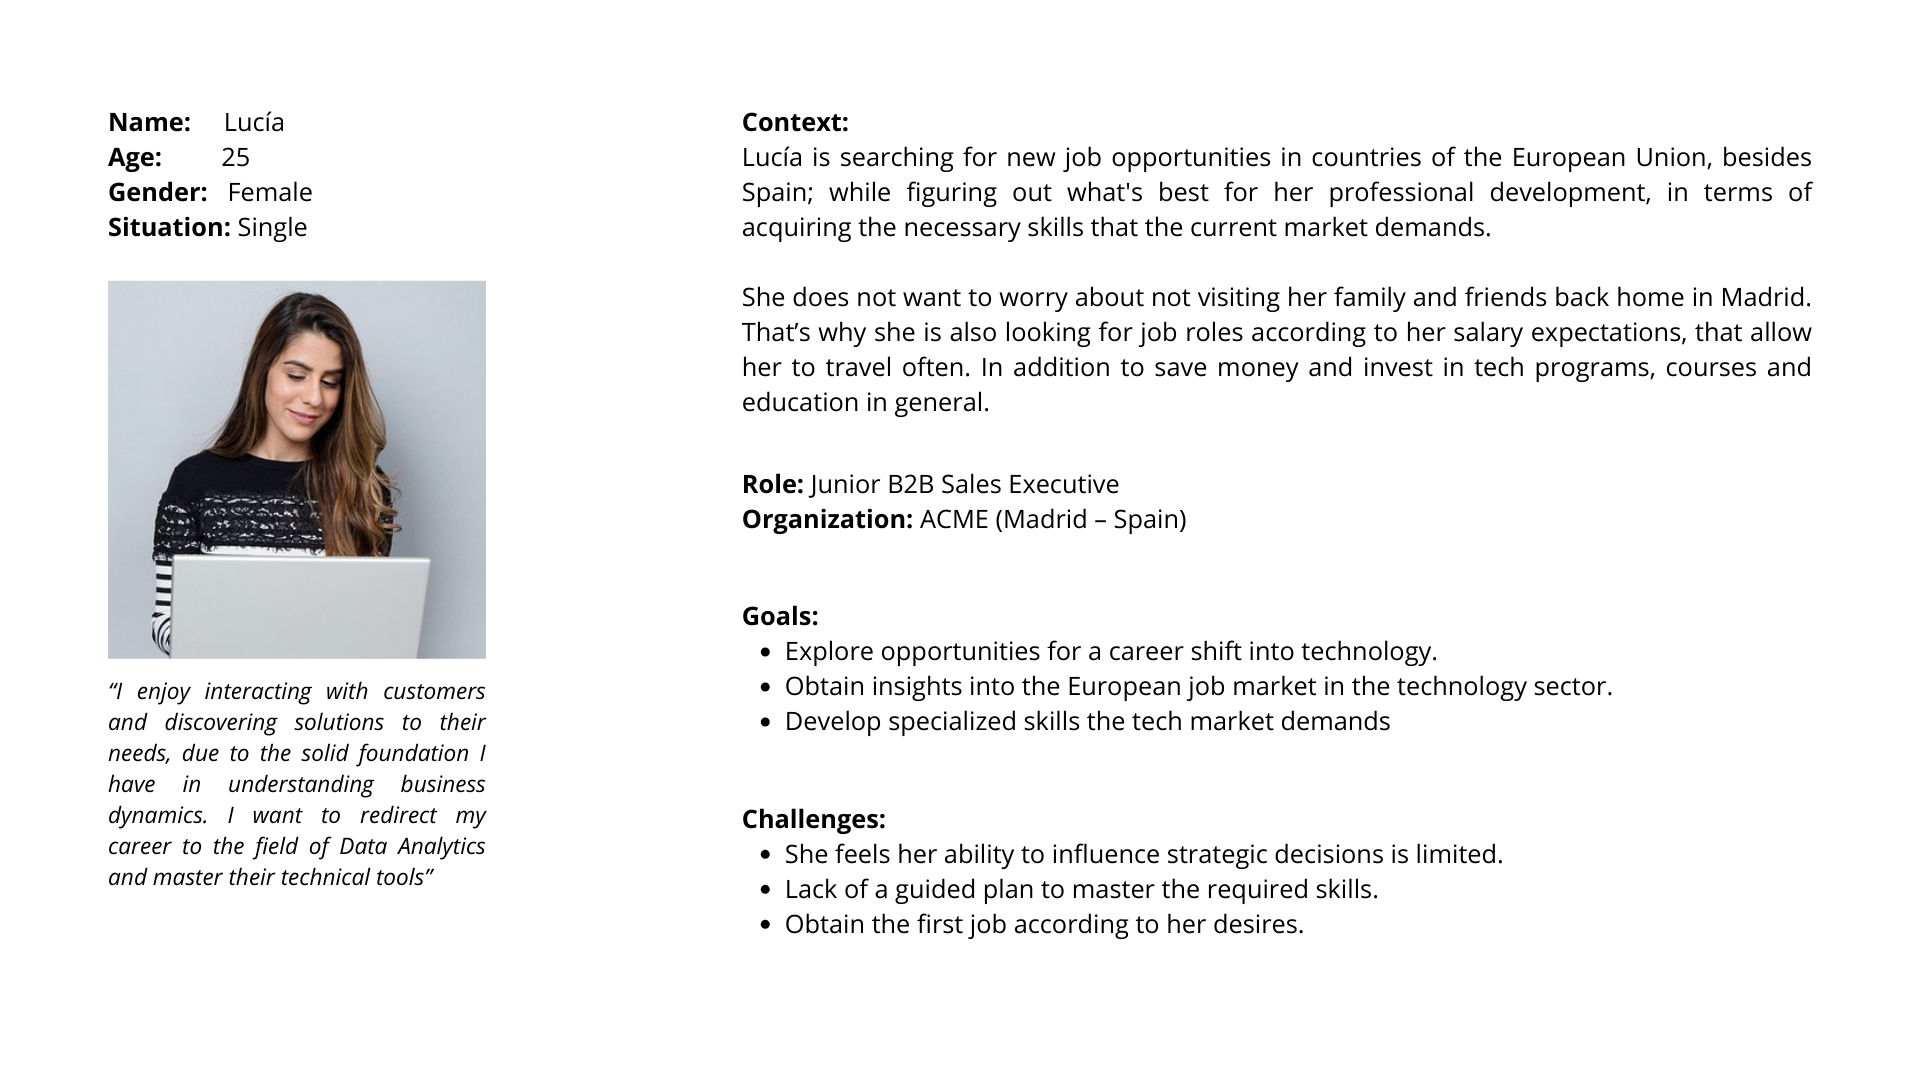 Name: Lucía
Age: 25
Gender: Female
Situation: Single
“I enjoy interacting with customers
and discovering solutions to their
needs, due to the solid foundation I
have in understanding business
dynamics. I want to redirect my
career to the field of Data Analytics
and master their technical tools”
Context:
Lucía is searching for new job opportunities in countries of the European Union, besides
Spain; while figuring out what's best for her professional development, in terms of
acquiring the necessary skills that the current market demands.
She does not want to worry about not visiting her family and friends back home in Madrid.
That’s why she is also looking for job roles according to her salary expectations, that allow
her to travel often. In addition to save money and invest in tech programs, courses and
education in general.
Role: Junior B2B Sales Executive
Organization: ACME (Madrid – Spain)
Goals:
• Explore opportunities for a career shift into technology.
• Obtain insights into the European job market in the technology sector.
• Develop specialized skills the tech market demands
Challenges:
• She feels her ability to influence strategic decisions is limited.
• Lack of a guided plan to master the required skills.
• Obtain the first job according to her desires.